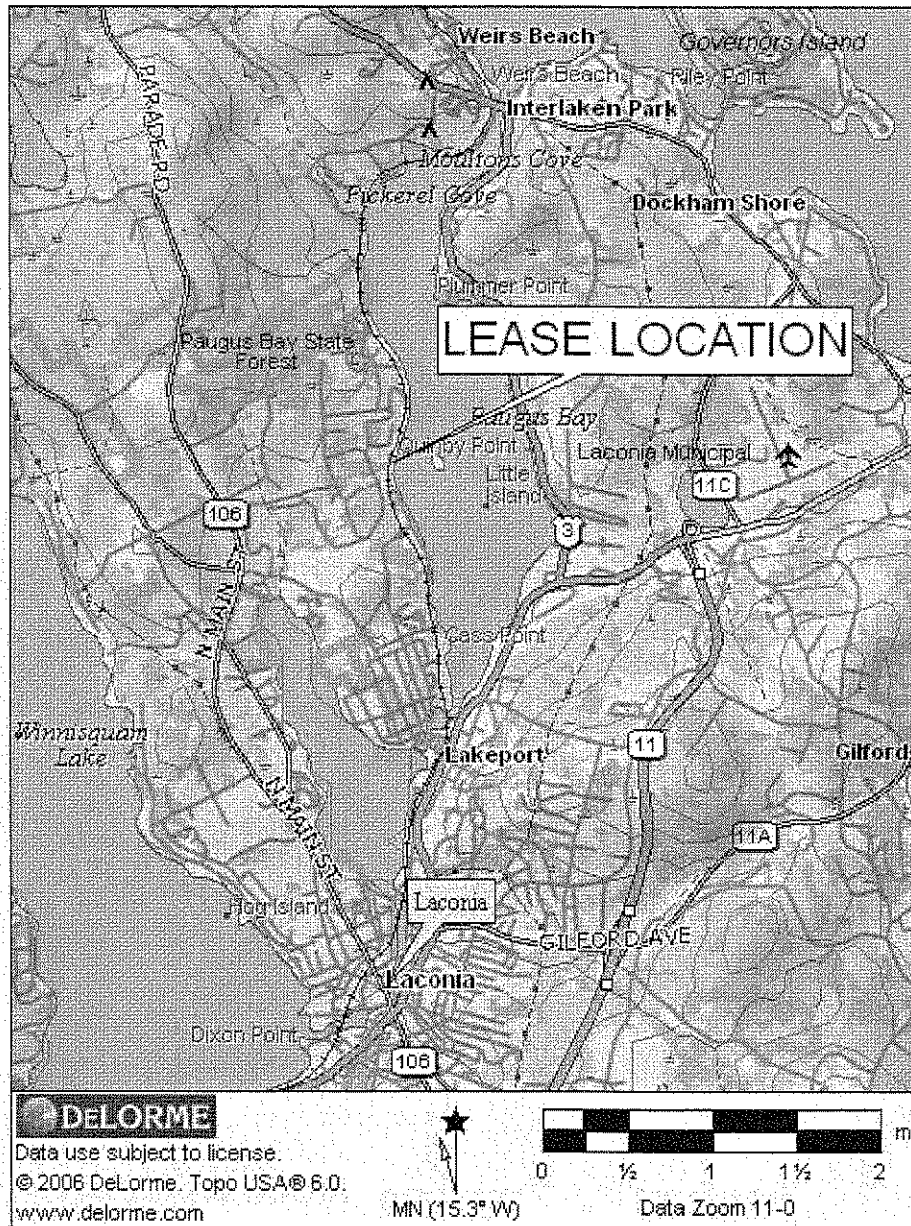 Weirs Beach
Governors Island
Weirs Beach
Riley Point
Interlaken Park
PARADE RD
Moultons Cove
Pickerel Cove
Dockham Shore
Plummer Point
LEASE LOCATION
Paugus Bay State
Forest
Paugus Bay
Quinby Point
Laconia Municipal
Little
Island
11C
106
3
N MAIN ST
Cass Point
Winnisquam
Lake
Lakeport
11
Gilford
N MAIN ST
11A
Hog Island
Laconia
GILFORD AVE
Laconia
Dixon Point
106
DELORME
Data use subject to license.
© 2006 DeLorme. Topo USA® 6.0.
www.delorme.com
MN (15.3° W)
0 ½ 1 1½ 2
m
Data Zoom 11-0